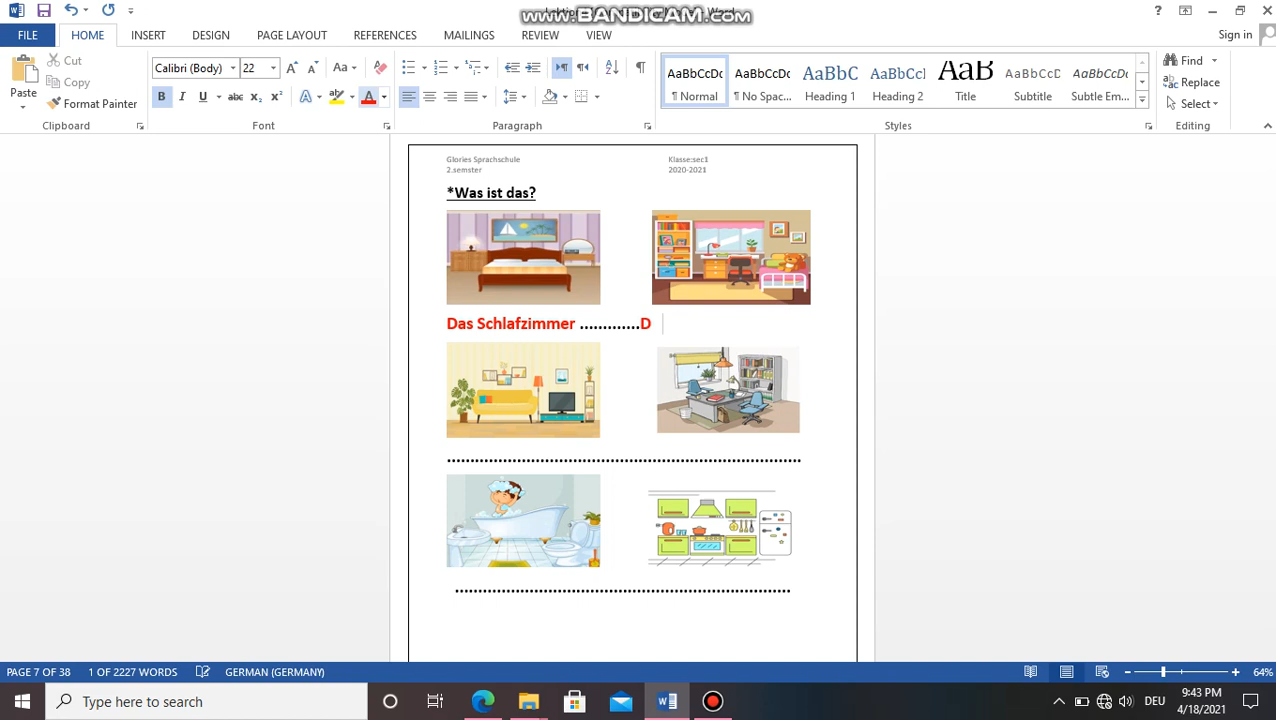 www.BANDICAM.com
FILE HOME INSERT DESIGN PAGE LAYOUT REFERENCES MAILINGS REVIEW VIEW Sign in
Cut
Copy
Paste
Format Painter
Calibri (Body) 22
Find
Replace
Select
AaBbCcDc AaBbCcDc AaBbC AaBbCcl AaB AaBbCcD AaBbCcDc
¶ Normal ¶ No Spac... Heading 1 Heading 2 Title Subtitle Subtle Em...
Clipboard Font Paragraph Styles Editing
Glories Sprachschule Klasse:sec1
2.semster 2020-2021
*Was ist das?
Das Schlafzimmer .............D
PAGE 7 OF 38 1 OF 2227 WORDS GERMAN (GERMANY) 64%
Type here to search
DEU
9:43 PM
4/18/2021